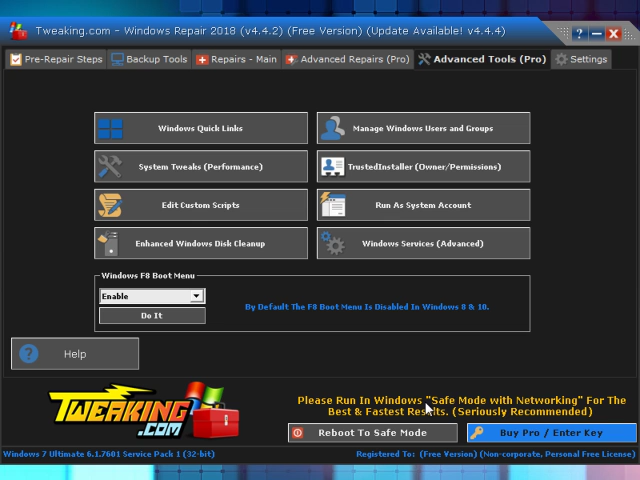 Tweaking.com - Windows Repair 2018 (v4.4.2) (Free Version) (Update Available! v4.4.4)
Pre-Repair Steps
Backup Tools
Repairs - Main
Advanced Repairs (Pro)
Advanced Tools (Pro)
Settings
Windows Quick Links
Manage Windows Users and Groups
System Tweaks (Performance)
TrustedInstaller (Owner/Permissions)
Edit Custom Scripts
Run As System Account
Enhanced Windows Disk Cleanup
Windows Services (Advanced)
Windows F8 Boot Menu
Enable
Do It
By Default The F8 Boot Menu Is Disabled In Windows 8 & 10.
? Help
TWEAKING
.COM
Please Run In Windows "Safe Mode with Networking" For The
Best & Fastest Results. (Seriously Recommended)
Reboot To Safe Mode
Buy Pro / Enter Key
Windows 7 Ultimate 6.1.7601 Service Pack 1 (32-bit)
Registered To: (Free Version) (Non-corporate, Personal Free License)